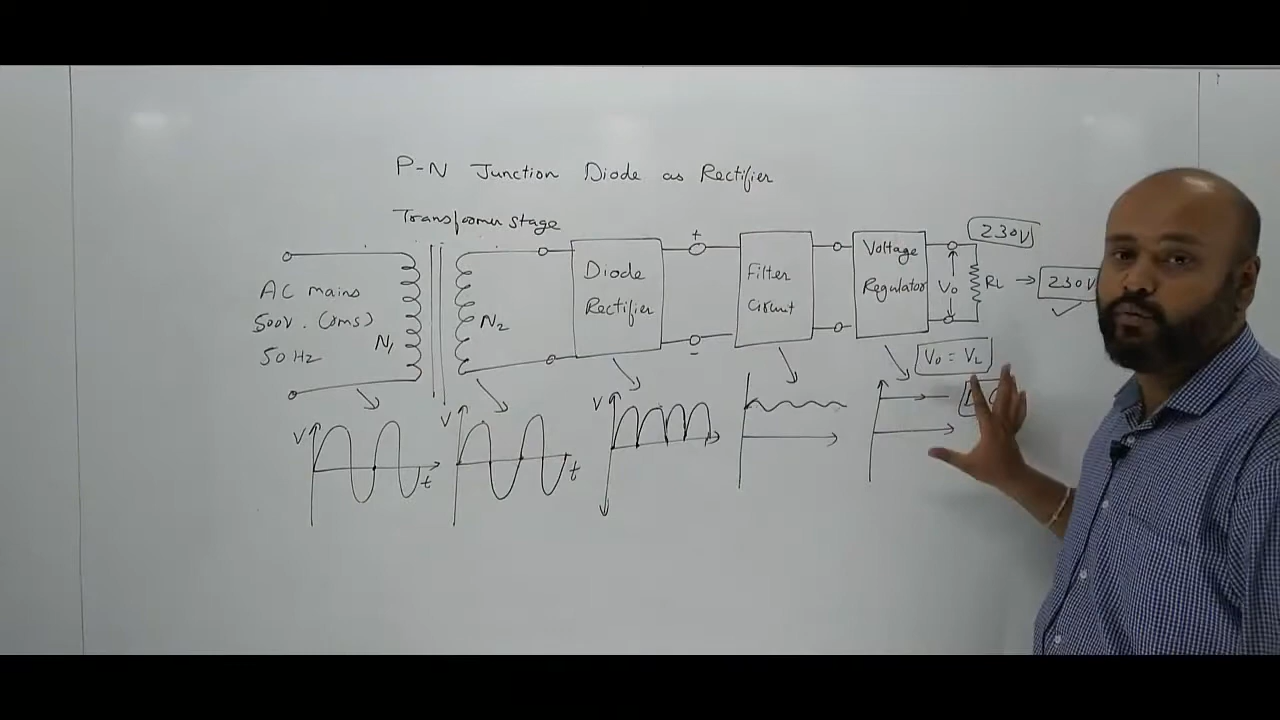 P-N Junction Diode as Rectifier
Transformer stage
AC mains
500V. (rms)
50 Hz
N1
N2
Diode
Rectifier
+
-
Filter
Circuit
Voltage
Regulator
230V
Vo
RL
230V
Vo = VL
V
t
V
t
V